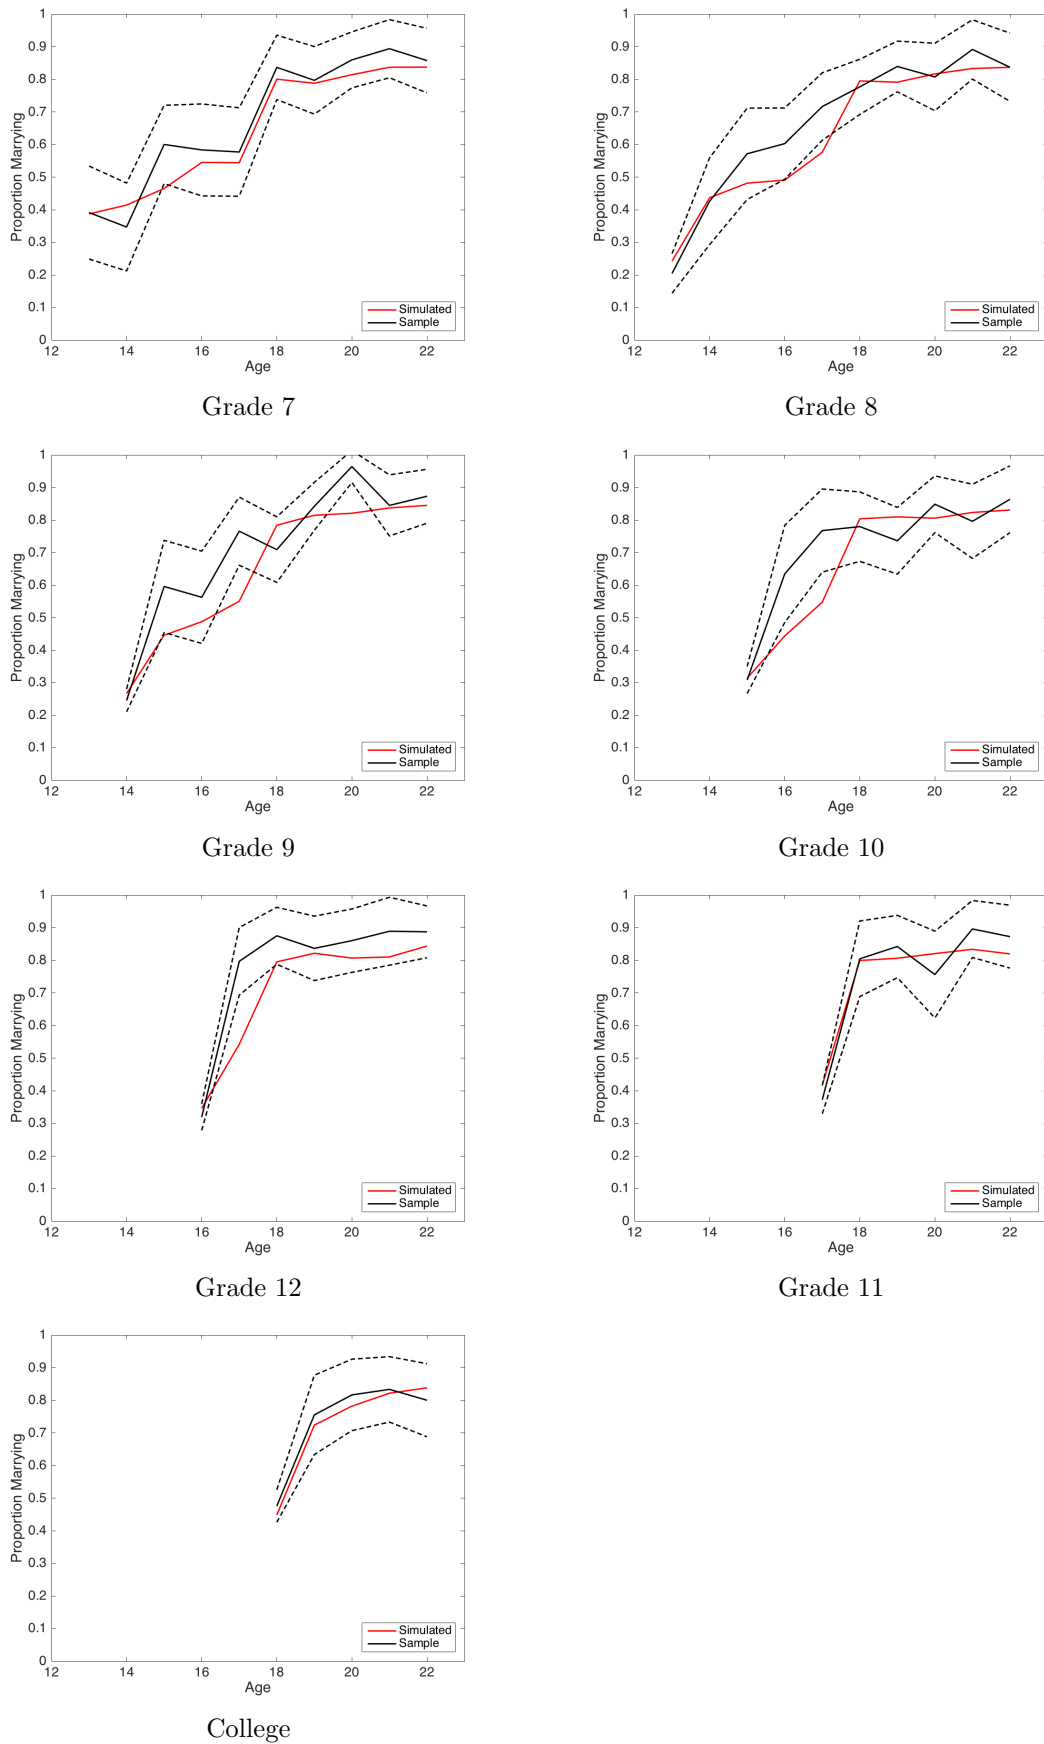 Proportion Marrying
1
0.9
0.8
0.7
0.6
0.5
0.4
0.3
0.2
0.1
0
12 14 16 18 20 22
Age
Simulated
Sample
Grade 7
Proportion Marrying
1
0.9
0.8
0.7
0.6
0.5
0.4
0.3
0.2
0.1
0
12 14 16 18 20 22
Age
Simulated
Sample
Grade 8
Proportion Marrying
1
0.9
0.8
0.7
0.6
0.5
0.4
0.3
0.2
0.1
0
12 14 16 18 20 22
Age
Simulated
Sample
Grade 9
Proportion Marrying
1
0.9
0.8
0.7
0.6
0.5
0.4
0.3
0.2
0.1
0
12 14 16 18 20 22
Age
Simulated
Sample
Grade 10
Proportion Marrying
1
0.9
0.8
0.7
0.6
0.5
0.4
0.3
0.2
0.1
0
12 14 16 18 20 22
Age
Simulated
Sample
Grade 12
Proportion Marrying
1
0.9
0.8
0.7
0.6
0.5
0.4
0.3
0.2
0.1
0
12 14 16 18 20 22
Age
Simulated
Sample
Grade 11
Proportion Marrying
1
0.9
0.8
0.7
0.6
0.5
0.4
0.3
0.2
0.1
0
12 14 16 18 20 22
Age
Simulated
Sample
College